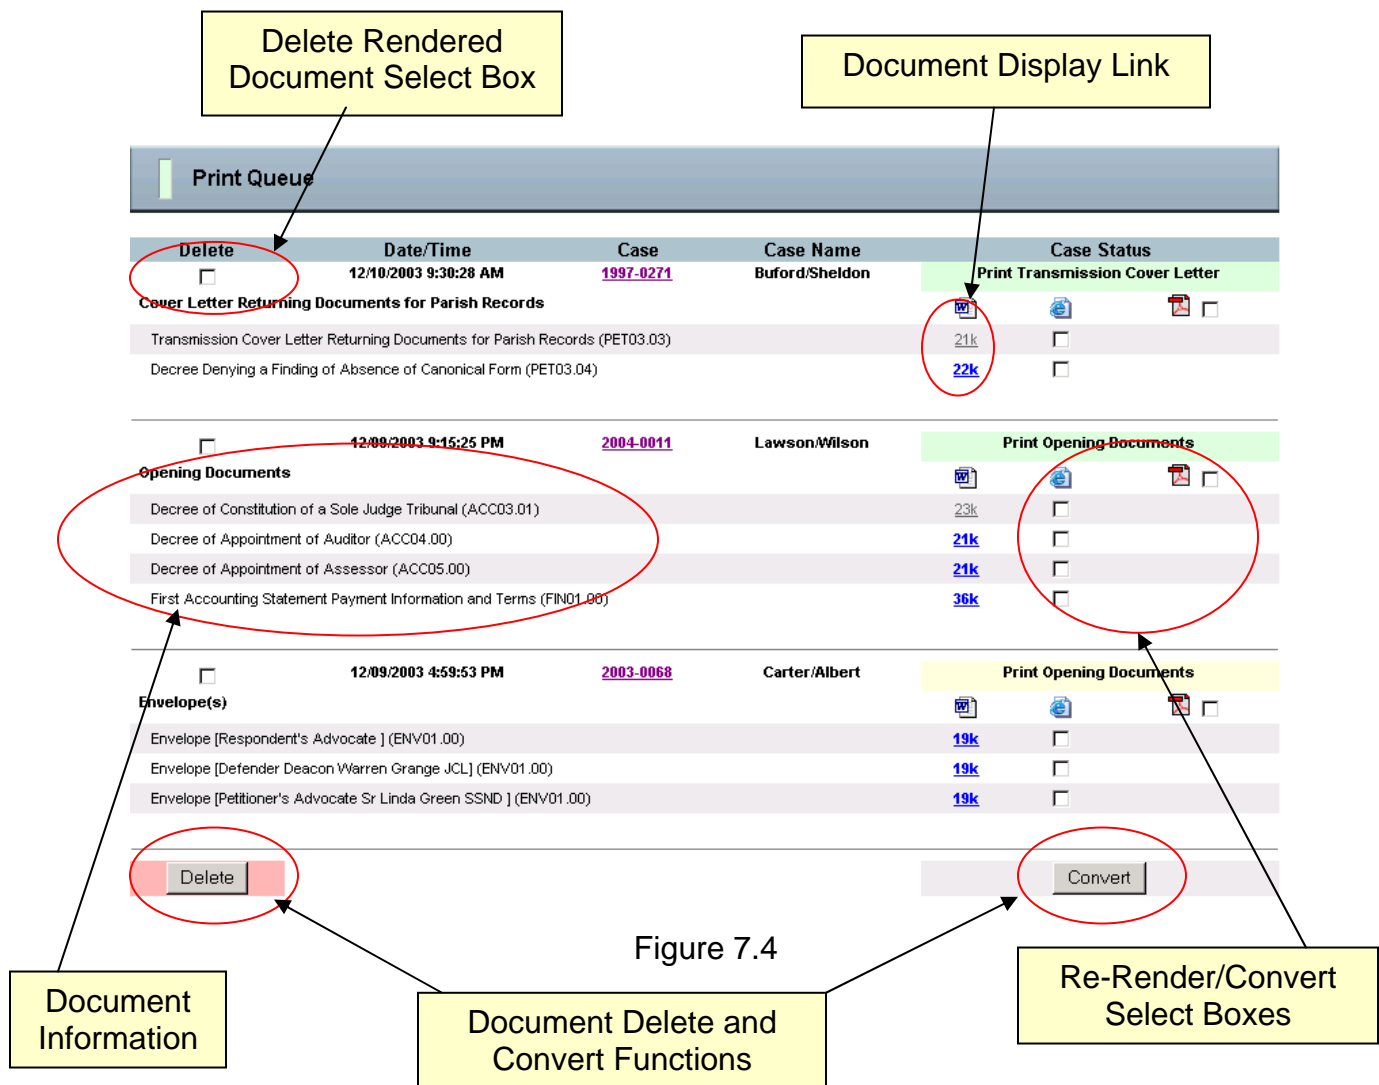 Delete Rendered
Document Select Box
Document Display Link
Print Queue
Delete Date/Time Case Case Name Case Status
12/10/2003 9:30:28 AM 1997-0271 Buford/Sheldon Print Transmission Cover Letter
Cover Letter Returning Documents for Parish Records
Transmission Cover Letter Returning Documents for Parish Records (PET03.03) 21k
Decree Denying a Finding of Absence of Canonical Form (PET03.04) 22k
12/09/2003 9:15:25 PM 2004-0011 Lawson/Wilson Print Opening Documents
Opening Documents
Decree of Constitution of a Sole Judge Tribunal (ACC03.01) 23k
Decree of Appointment of Auditor (ACC04.00) 21k
Decree of Appointment of Assessor (ACC05.00) 21k
First Accounting Statement Payment Information and Terms (FIN01.00) 36k
12/09/2003 4:59:53 PM 2003-0068 Carter/Albert Print Opening Documents
Envelope(s)
Envelope [Respondent's Advocate ] (ENV01.00) 19k
Envelope [Defender Deacon Warren Grange JCL] (ENV01.00) 19k
Envelope [Petitioner's Advocate Sr Linda Green SSND ] (ENV01.00) 19k
Delete Convert
Figure 7.4
Document
Information
Document Delete and
Convert Functions
Re-Render/Convert
Select Boxes